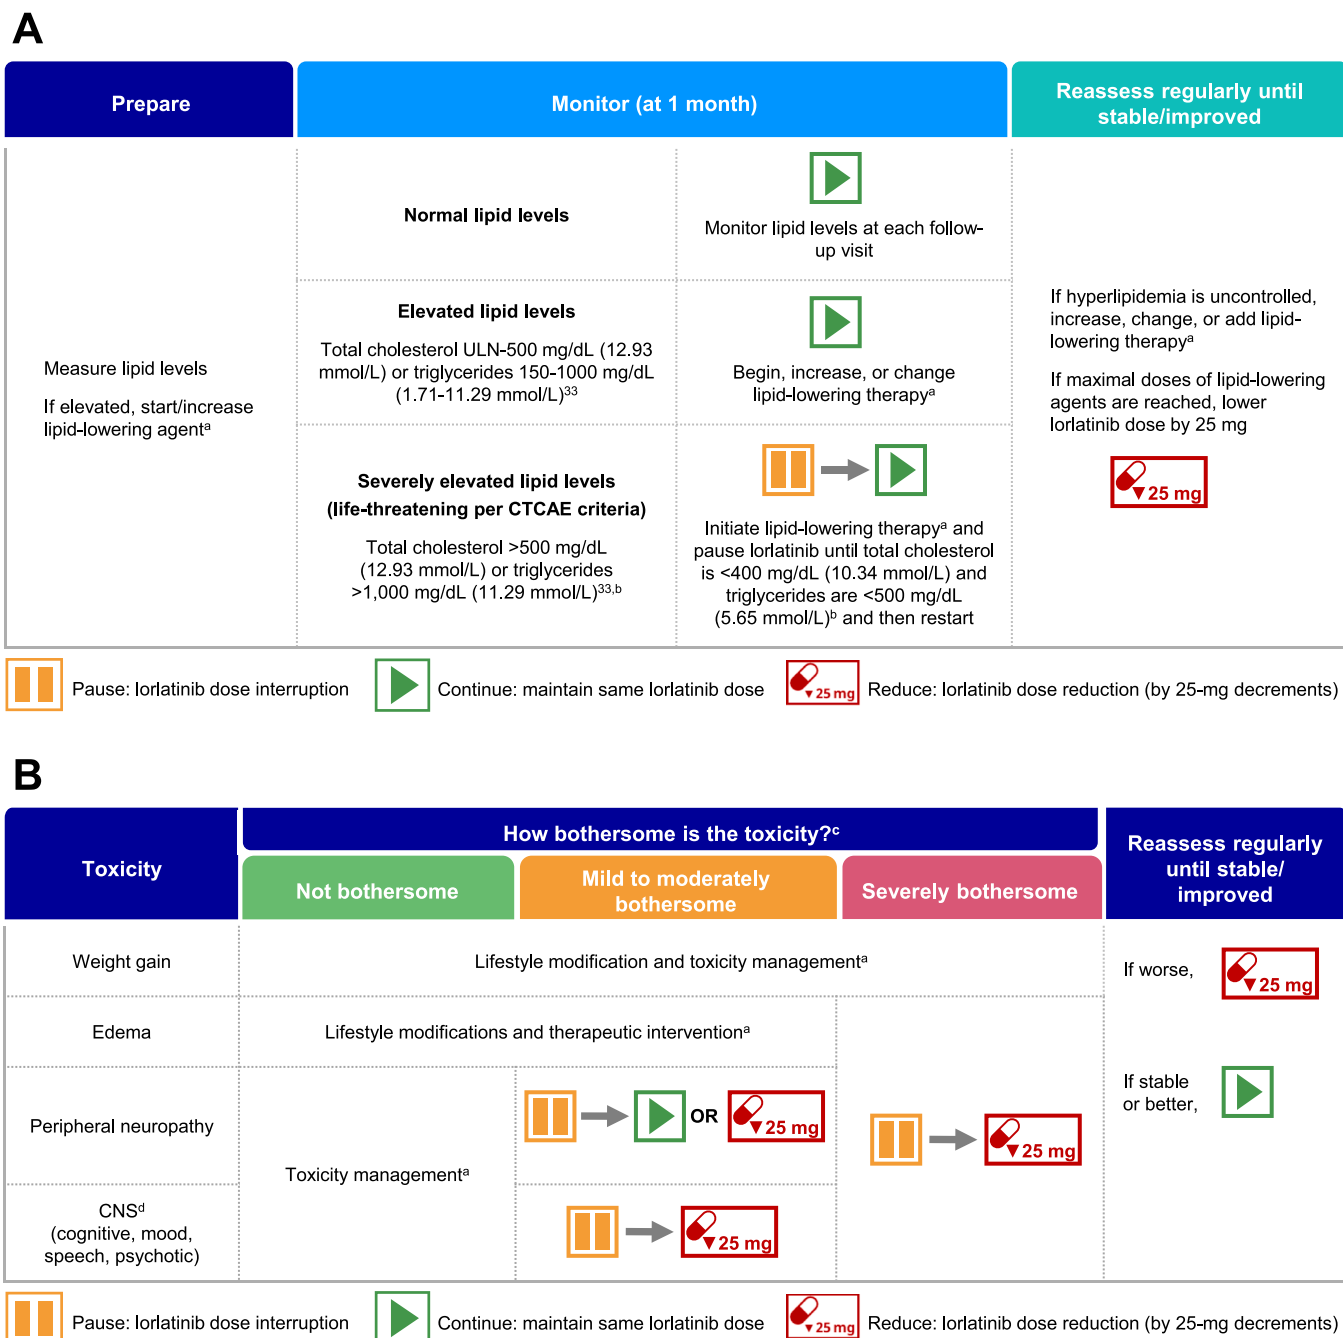 A
Prepare
Monitor (at 1 month)
Reassess regularly until
stable/improved
Measure lipid levels
If elevated, start/increase
lipid-lowering agentᵃ
Normal lipid levels
Monitor lipid levels at each follow-
up visit
Elevated lipid levels
Total cholesterol ULN-500 mg/dL (12.93
mmol/L) or triglycerides 150-1000 mg/dL
(1.71-11.29 mmol/L)³³
Begin, increase, or change
lipid-lowering therapyᵃ
Severely elevated lipid levels
(life-threatening per CTCAE criteria)
Total cholesterol >500 mg/dL
(12.93 mmol/L) or triglycerides
>1,000 mg/dL (11.29 mmol/L)³³,ᵇ
Initiate lipid-lowering therapyᵃ and
pause lorlatinib until total cholesterol
is <400 mg/dL (10.34 mmol/L) and
triglycerides are <500 mg/dL
(5.65 mmol/L)ᵇ and then restart
If hyperlipidemia is uncontrolled,
increase, change, or add lipid-
lowering therapyᵃ
If maximal doses of lipid-lowering
agents are reached, lower
lorlatinib dose by 25 mg
▼25 mg
Pause: lorlatinib dose interruption
Continue: maintain same lorlatinib dose
▼25 mg
Reduce: lorlatinib dose reduction (by 25-mg decrements)
B
Toxicity
How bothersome is the toxicity?ᶜ
Not bothersome
Mild to moderately
bothersome
Severely bothersome
Reassess regularly
until stable/
improved
Weight gain
Lifestyle modification and toxicity managementᵃ
If worse,
▼25 mg
Edema
Lifestyle modifications and therapeutic interventionᵃ
If stable
or better,
Peripheral neuropathy
Toxicity managementᵃ
OR
▼25 mg
▼25 mg
CNSᵈ
(cognitive, mood,
speech, psychotic)
▼25 mg
Pause: lorlatinib dose interruption
Continue: maintain same lorlatinib dose
▼25 mg
Reduce: lorlatinib dose reduction (by 25-mg decrements)